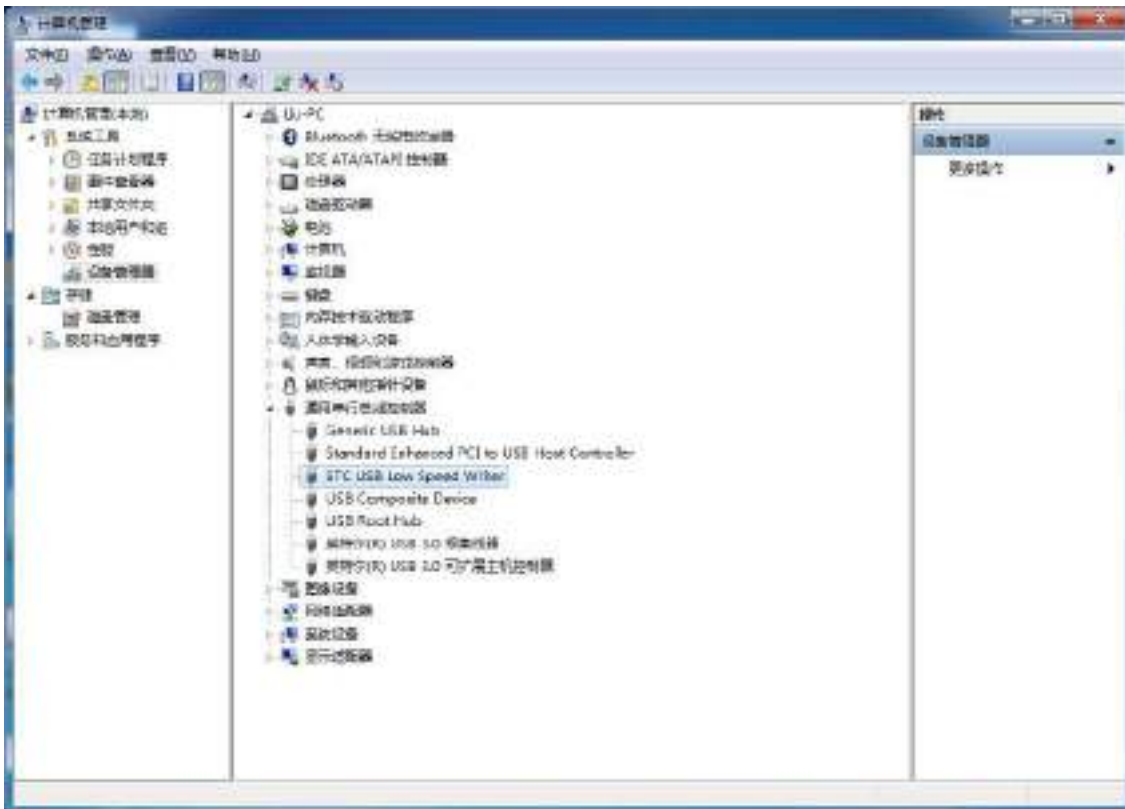 计算机管理
文件(F) 操作(A) 查看(V) 帮助(H)
计算机管理(本地)
系统工具
任务计划程序
事件查看器
共享文件夹
本地用户和组
性能
设备管理器
存储
磁盘管理
服务和应用程序
UU-PC
Bluetooth 无线电收发器
IDE ATA/ATAPI 控制器
处理器
磁盘驱动器
电池
计算机
监视器
键盘
内存技术驱动程序
人体学输入设备
声音、视频和游戏控制器
鼠标和其他指针设备
通用串行总线控制器
Generic USB Hub
Standard Enhanced PCI to USB Host Controller
STC USB Low Speed Writer
USB Composite Device
USB Root Hub
英特尔(R) USB 3.0 根集线器
英特尔(R) USB 3.0 可扩展主机控制器
图像设备
网络适配器
系统设备
显示适配器
操作
设备管理器
更多操作